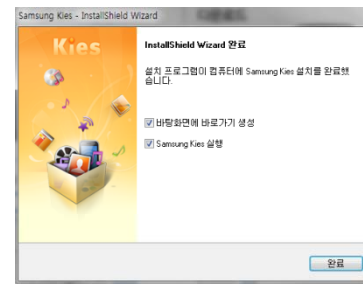 Samsung Kies - InstallShield Wizard
Kies
InstallShield Wizard 완료
설치 프로그램이 컴퓨터에 Samsung Kies 설치를 완료했
습니다.
바탕화면에 바로가기 생성
Samsung Kies 실행
완료